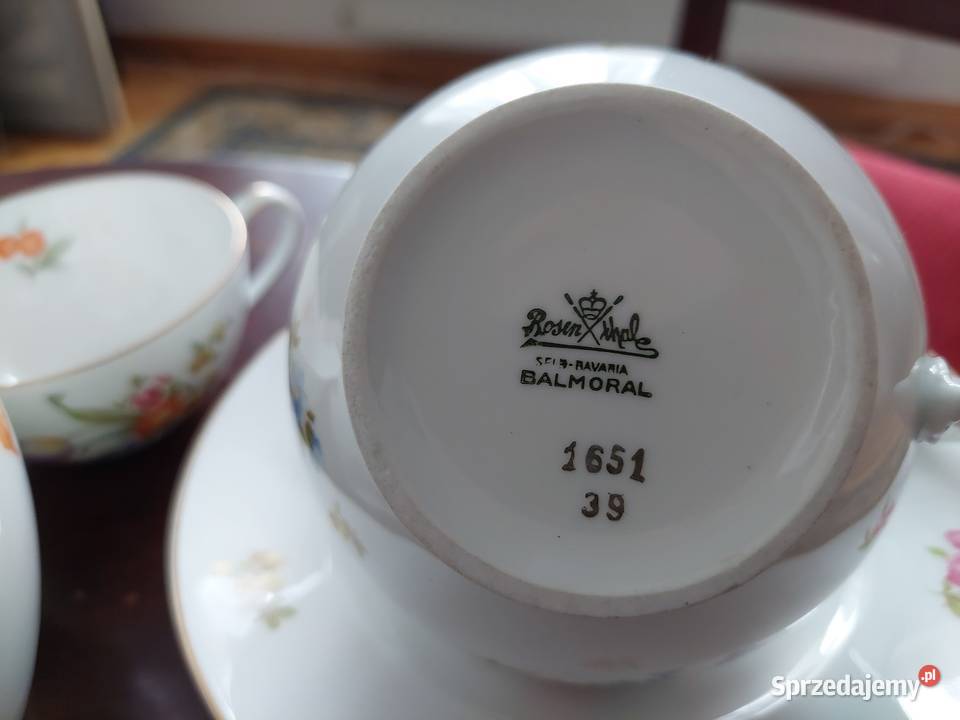 Rosenthal
SELB-BAVARIA
BALMORAL
1651
39
Sprzedajemy.pl